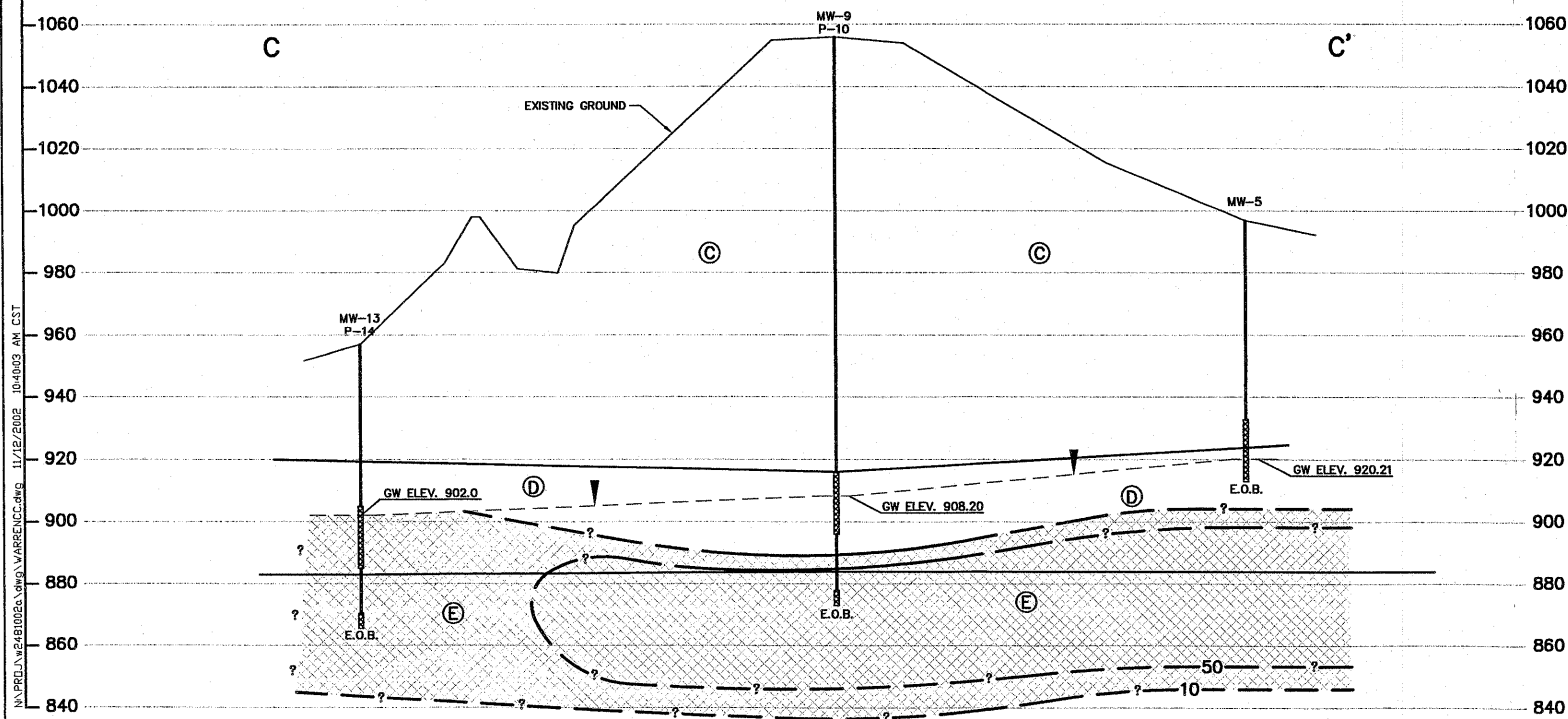 1060 MW-9 1060
P-10
C C'
1040 EXISTING GROUND 1040
1020 1020
1000 MW-5 1000
Ⓒ Ⓒ
980 980
960 MW-13 960
P-14
940 940
920 920
GW ELEV. 920.21
Ⓓ GW ELEV. 902.0 Ⓓ E.O.B.
GW ELEV. 908.20
900 ? 900
? ? ? ?
? ?
880 880
Ⓔ Ⓔ
? E.O.B.
E.O.B.
860 860
? ? ? ? 50 ?
? ? ? ? ? 10
840 840
N:\PROJ\w2481002a\dwg\WARRENCC.dwg 11/12/2002 10:40:03 AM CST